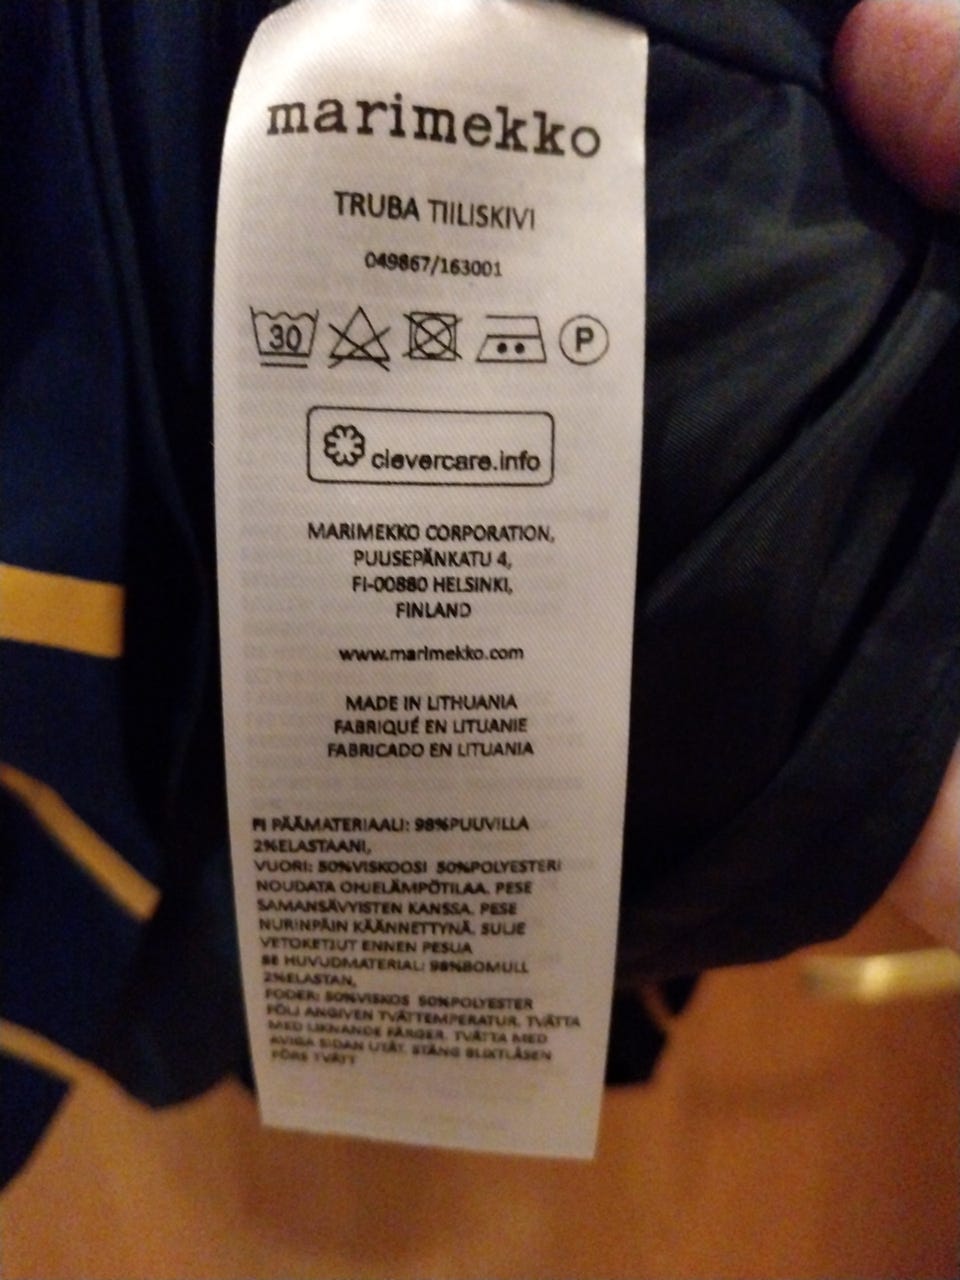 marimekko
TRUBA TIILISKIVI
049867/163001
30
P
clevercare.info
MARIMEKKO CORPORATION,
PUUSEPÄNKATU 4,
FI-00880 HELSINKI,
FINLAND
www.marimekko.com
MADE IN LITHUANIA
FABRIQUÉ EN LITUANIE
FABRICADO EN LITUANIA
FI PÄÄMATERIAALI: 98%PUUVILLA
2%ELASTAANI,
VUORI: 50%VISKOOSI 50%POLYESTERI
NOUDATA OHJELÄMPÖTILAA. PESE
SAMANSÄVYISTEN KANSSA. PESE
NURINPÄIN KÄÄNNETTYNÄ. SULJE
VETOKETJUT ENNEN PESUA
SE HUVUDMATERIAL: 98%BOMULL
2%ELASTAN,
FODER: 50%VISKOS 50%POLYESTER
FÖLJ ANGIVEN TVÄTTEMPERATUR. TVÄTTA
MED LIKNANDE FÄRGER. TVÄTTA MED
AVIGA SIDAN UTÅT. STÄNG BLIXTLÅSEN
FÖRE TVÄTT